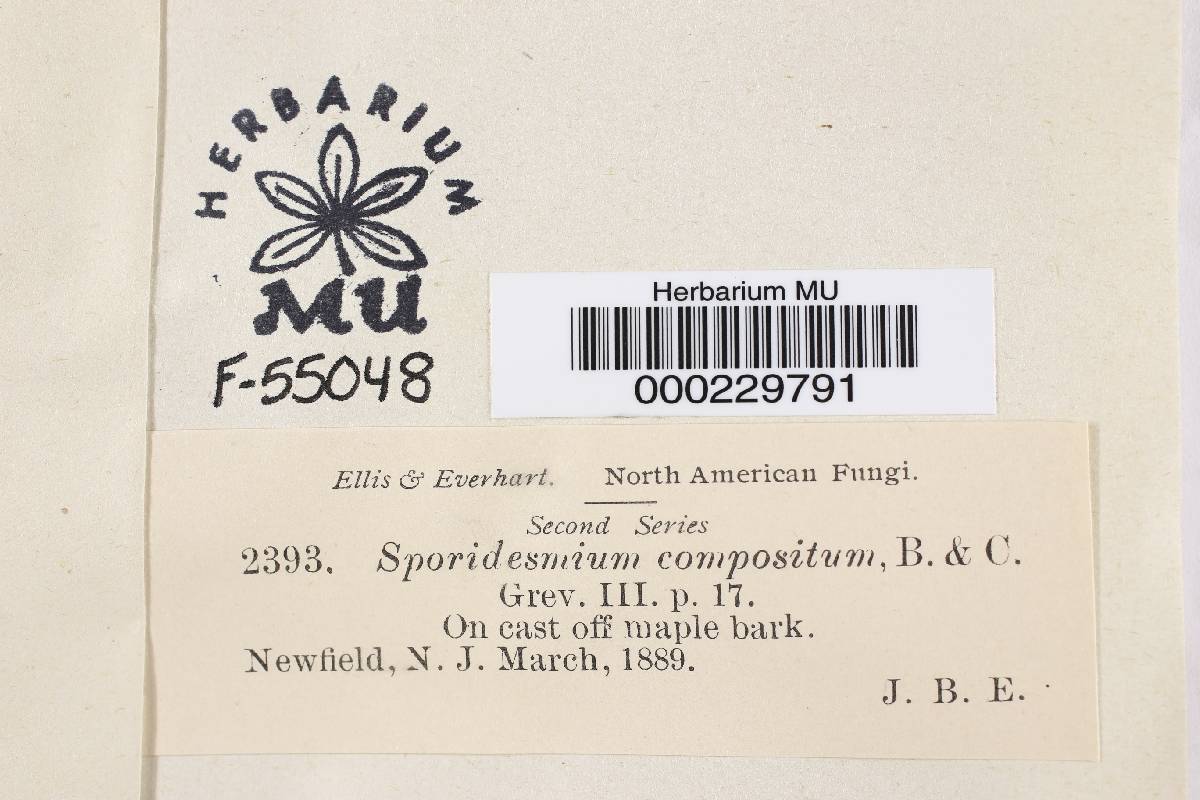 HERBARIUM
MU
F-55048
Herbarium MU
000229791
Ellis & Everhart. North American Fungi.
Second Series
2393. Sporidesmium compositum, B. & C.
Grev. III. p. 17.
On cast off maple bark.
Newfield, N. J. March, 1889.
J. B. E.